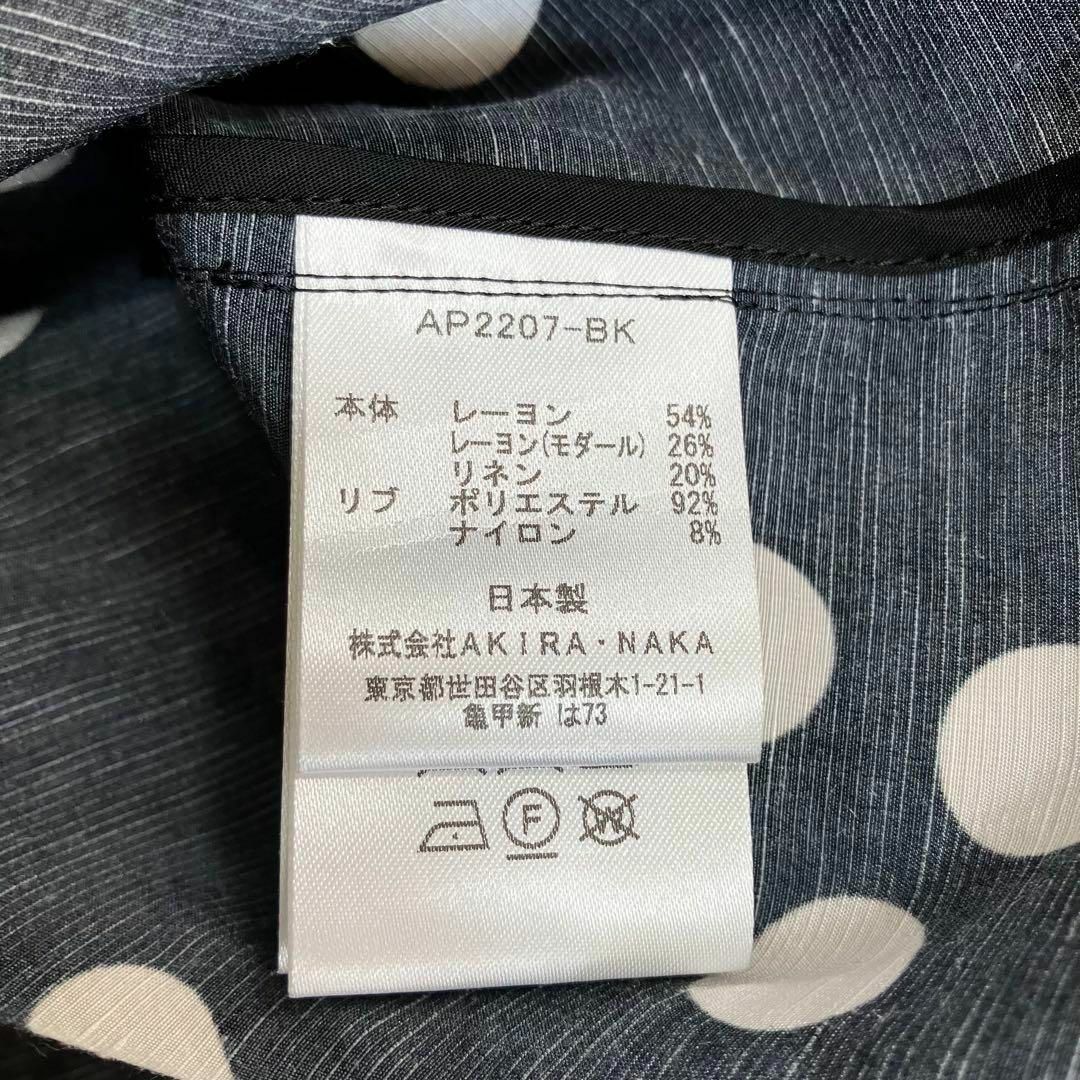 AP2207-BK
本体 レーヨン 54%
レーヨン(モダール) 26%
リネン 20%
リブ ポリエステル 92%
ナイロン 8%
日本製
株式会社AKIRA・NAKA
東京都世田谷区羽根木1-21-1
亀甲新 は73
F W